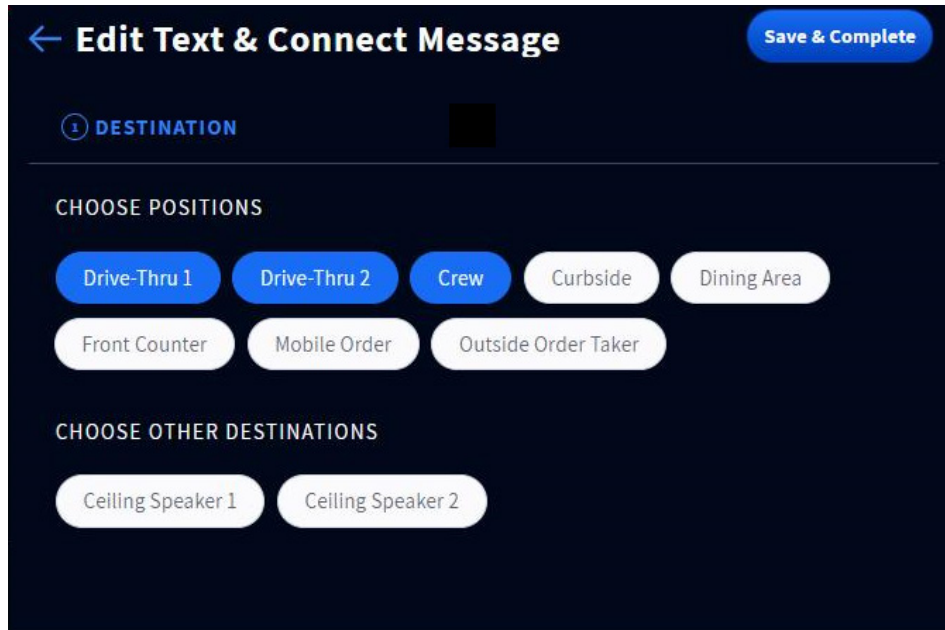 ← Edit Text & Connect Message Save & Complete
1 DESTINATION
CHOOSE POSITIONS
Drive-Thru 1 Drive-Thru 2 Crew Curbside Dining Area
Front Counter Mobile Order Outside Order Taker
CHOOSE OTHER DESTINATIONS
Ceiling Speaker 1 Ceiling Speaker 2